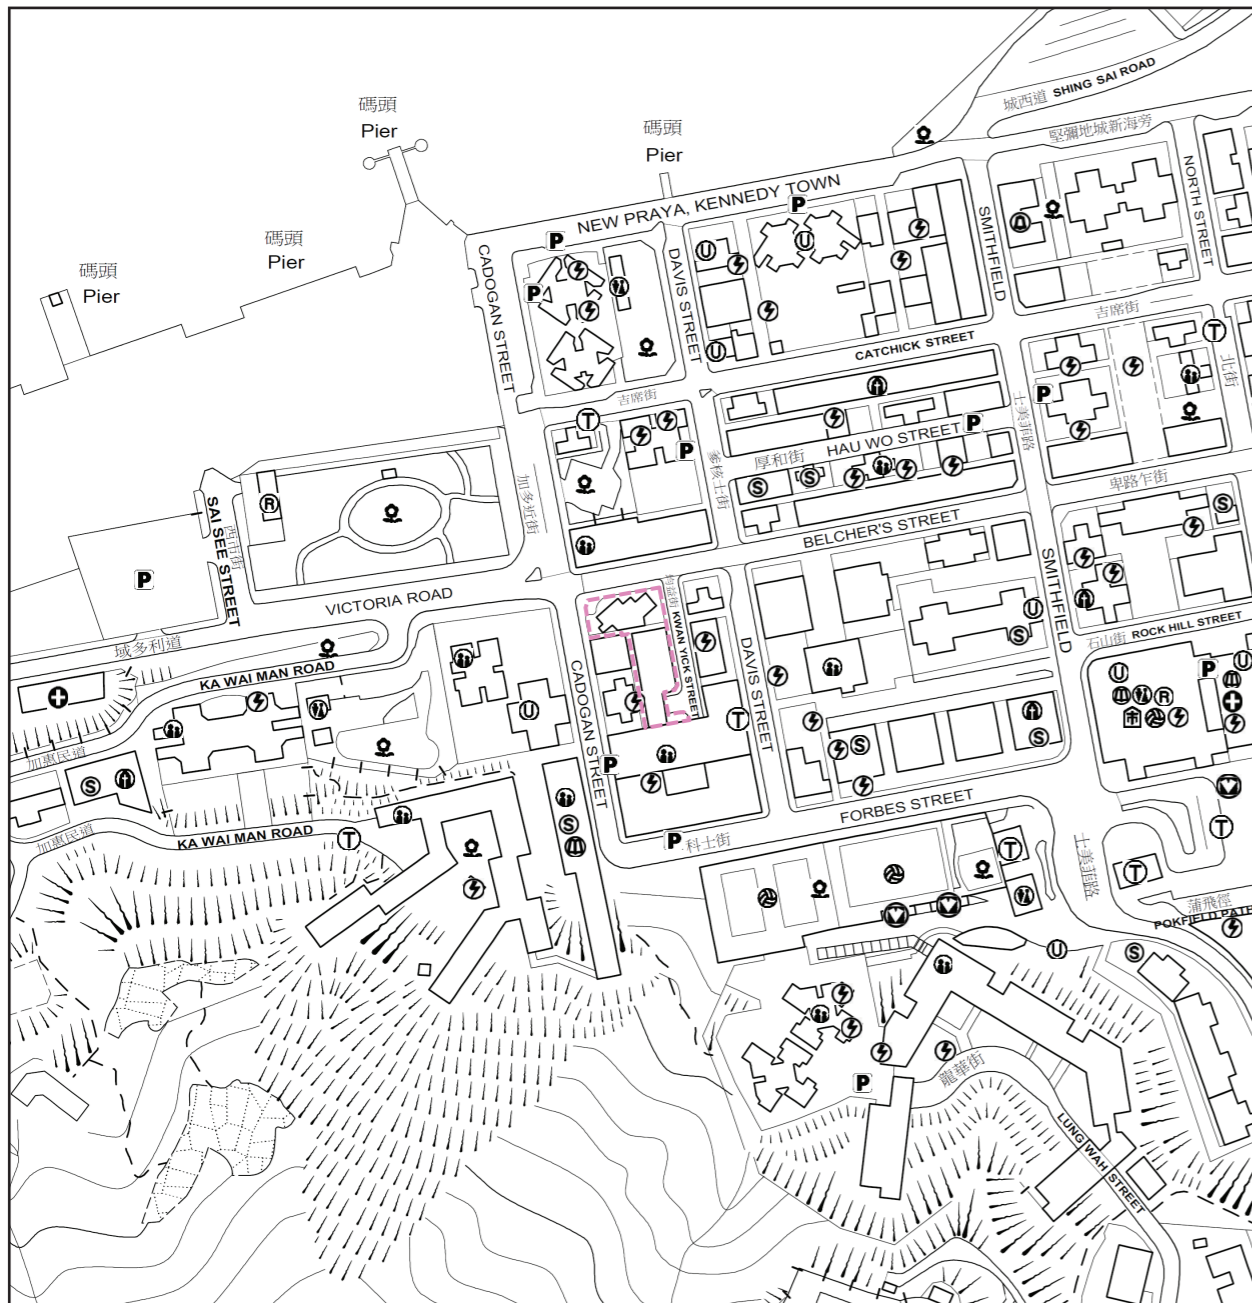 城西道 SHING SAI ROAD
碼頭
Pier
碼頭
Pier
堅彌地城新海旁
NORTH STREET
NEW PRAYA, KENNEDY TOWN
P
碼頭
Pier
SMITHFIELD
CADOGAN STREET
P
DAVIS STREET
U
U
碼頭
Pier
P
吉席街
U
CATCHICK STREET
T
北街
吉席街
T
P
士美菲路
HAU WO STREET
P
厚和街
P
爹核士街
加多近街
S
S
卑路乍街
S
R
SAI SEE STREET
西市街
BELCHER'S STREET
SMITHFIELD
P
VICTORIA ROAD
均益街 KWAN YICK STREET
U
S
石山街 ROCK HILL STREET
域多利道
KA WAI MAN ROAD
DAVIS STREET
U
U
P
R
CADOGAN STREET
U
T
S
S
加惠民道
S
P
FORBES STREET
加惠民道
KA WAI MAN ROAD
T
S
P
科士街
T
士美菲路
T
T
蒲飛徑
POKFIELD PATH
U
S
龍華街
P
LUNG WAH STREET